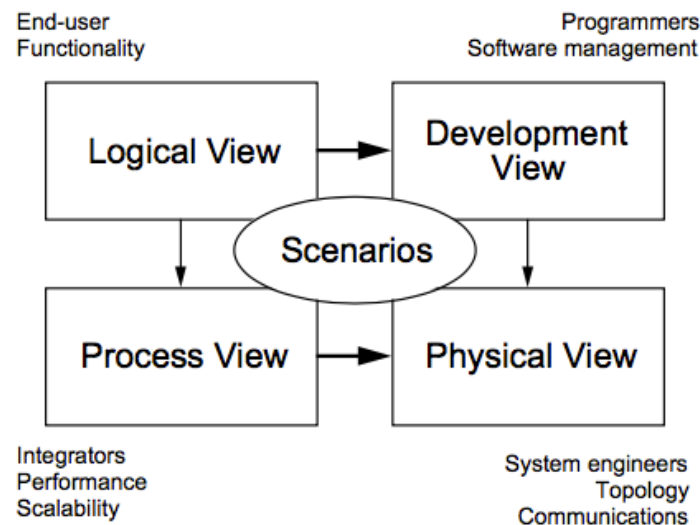 End-user
Functionality
Programmers
Software management
Logical View
Development
View
Scenarios
Process View
Physical View
Integrators
Performance
Scalability
System engineers
Topology
Communications